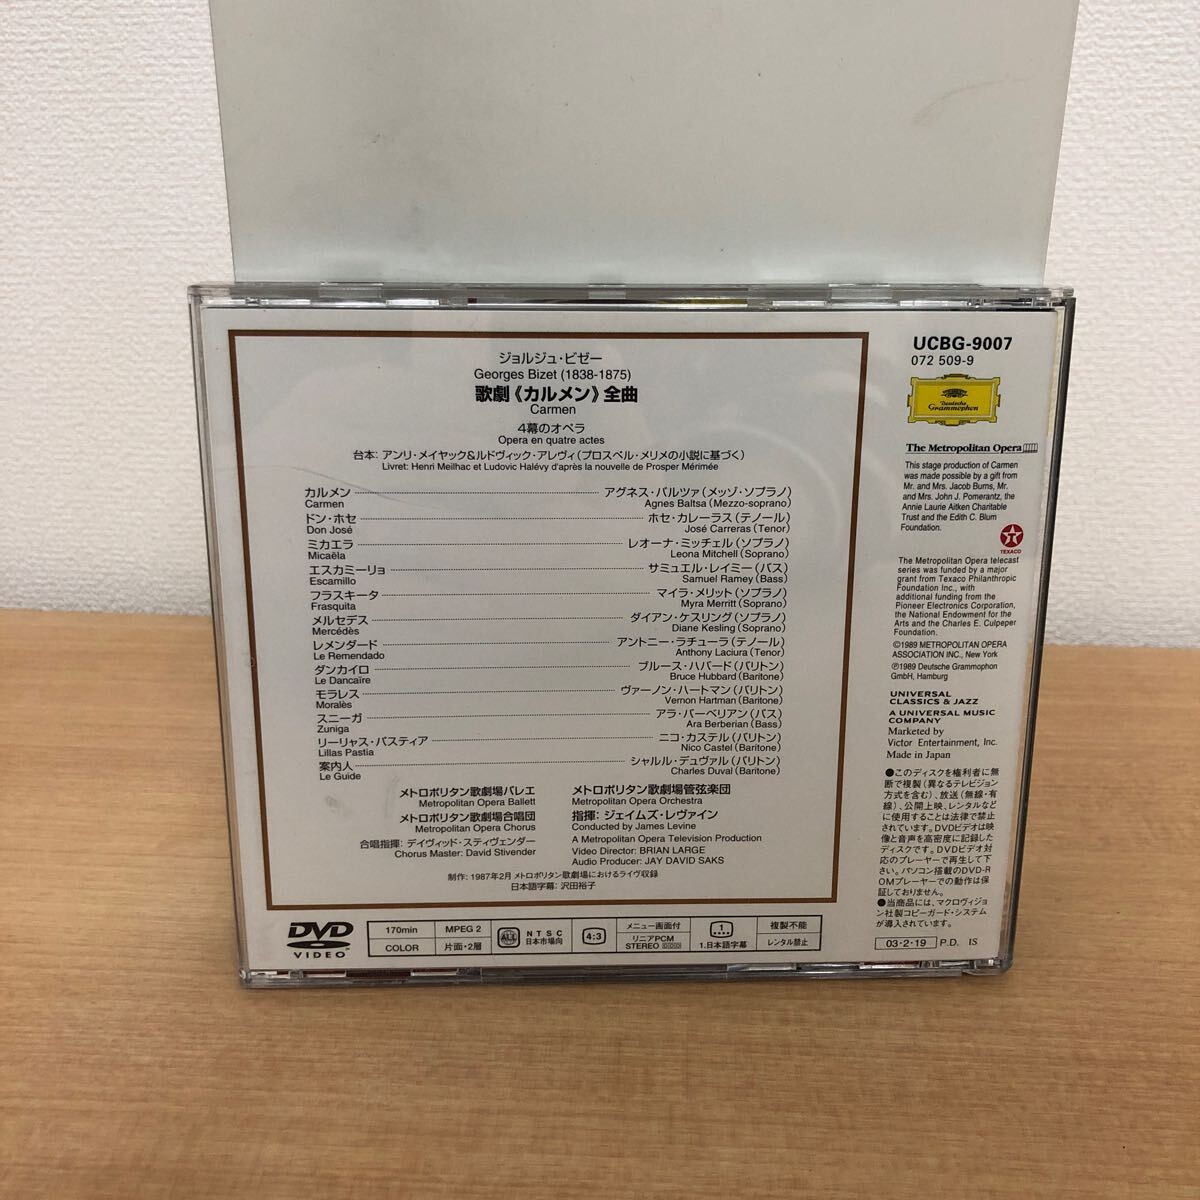 ジョルジュ・ビゼー
Georges Bizet (1838-1875)
歌劇《カルメン》全曲
Carmen
4幕のオペラ
Opera en quatre actes
台本：アンリ・メイヤック&ルドヴィック・アレヴィ（プロスペル・メリメの小説に基づく）
Livret: Henri Meilhac et Ludovic Halévy d'après la nouvelle de Prosper Mérimée
カルメン アグネス・バルツァ（メッゾ・ソプラノ）
Carmen Agnes Baltsa (Mezzo-soprano)
ドン・ホセ ホセ・カレーラス（テノール）
Don José José Carreras (Tenor)
ミカエラ レオーナ・ミッチェル（ソプラノ）
Micaëla Leona Mitchell (Soprano)
エスカミーリョ サミュエル・レイミー（バス）
Escamillo Samuel Ramey (Bass)
フラスキータ マイラ・メリット（ソプラノ）
Frasquita Myra Merritt (Soprano)
メルセデス ダイアン・ケスリング（ソプラノ）
Mercédès Diane Kesling (Soprano)
レメンダード アントニー・ラチューラ（テノール）
Le Remendado Anthony Laciura (Tenor)
ダンカイロ ブルース・ハバード（バリトン）
Le Dancaïre Bruce Hubbard (Baritone)
モラレス ヴァーノン・ハートマン（バリトン）
Moralès Vernon Hartman (Baritone)
スニーガ アラ・バーベリアン（バス）
Zuniga Ara Berberian (Bass)
リーリャス・パスティア ニコ・カステル（バリトン）
Lillas Pastia Nico Castel (Baritone)
案内人 シャルル・デュヴァル（バリトン）
Le Guide Charles Duval (Baritone)
メトロポリタン歌劇場バレエ
Metropolitan Opera Ballett
メトロポリタン歌劇場合唱団
Metropolitan Opera Chorus
合唱指揮：デイヴィッド・スティヴェンダー
Chorus Master: David Stivender
メトロポリタン歌劇場管弦楽団
Metropolitan Opera Orchestra
指揮：ジェイムズ・レヴァイン
Conducted by James Levine
A Metropolitan Opera Television Production
Video Director: BRIAN LARGE
Audio Producer: JAY DAVID SAKS
制作：1987年2月 メトロポリタン歌劇場におけるライヴ収録
日本語字幕：沢田裕子
DVD
VIDEO
170min MPEG 2
COLOR 片面・2層
ALL
NTSC
日本市場向
4:3
メニュー画面付
リニアPCM
STEREO DDD
1
1.日本語字幕
複製不能
レンタル禁止
UCBG-9007
072 509-9
Deutsche
Grammophon
The Metropolitan Opera
This stage production of Carmen
was made possible by a gift from
Mr. and Mrs. Jacob Burns, Mr.
and Mrs. John J. Pomerantz, the
Annie Laurie Aitken Charitable
Trust and the Edith C. Blum
Foundation.
TEXACO
The Metropolitan Opera telecast
series was funded by a major
grant from Texaco Philanthropic
Foundation Inc., with
additional funding from the
Pioneer Electronics Corporation,
the National Endowment for the
Arts and the Charles E. Culpeper
Foundation.
©1989 METROPOLITAN OPERA
ASSOCIATION INC., New York
℗1989 Deutsche Grammophon
GmbH, Hamburg
UNIVERSAL
CLASSICS & JAZZ
A UNIVERSAL MUSIC
COMPANY
Marketed by
Victor Entertainment, Inc.
Made in Japan
●このディスクを権利者に無
断で複製（異なるテレビジョン
方式を含む）、放送（無線・有
線）、公開上映、レンタルなど
に使用することは法律で禁止
されています。DVDビデオは映
像と音声を高密度に記録した
ディスクです。DVDビデオ対
応のプレーヤーで再生して下
さい。パソコン搭載のDVD-R
OMプレーヤーでの動作は保
証しておりません。
●当商品には、マクロヴィジョ
ン社製コピーガード・システム
が導入されています。
03・2・19 P.D. IS